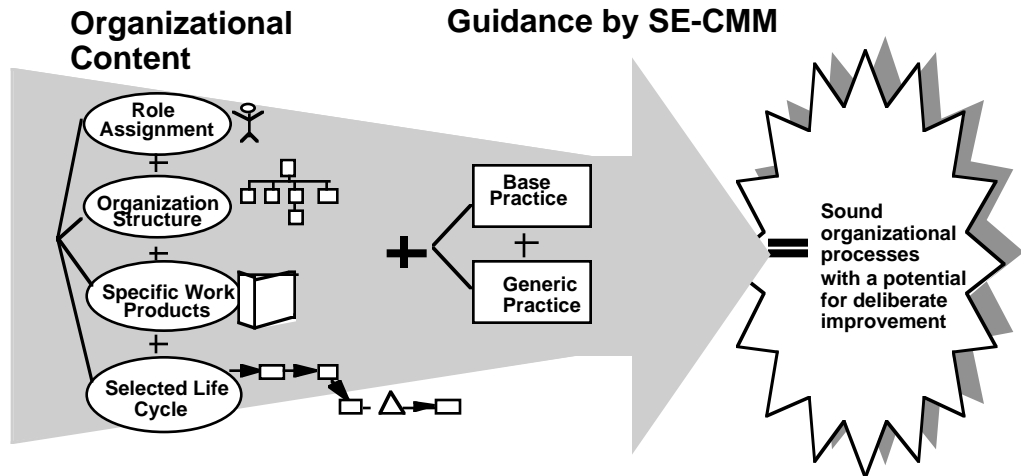 Organizational
Content
Guidance by SE-CMM
Role
Assignment
+
Organization
Structure
+
Specific Work
Products
+
Selected Life
Cycle
+
Base
Practice
+
Generic
Practice
=
Sound
organizational
processes
with a potential
for deliberate
improvement